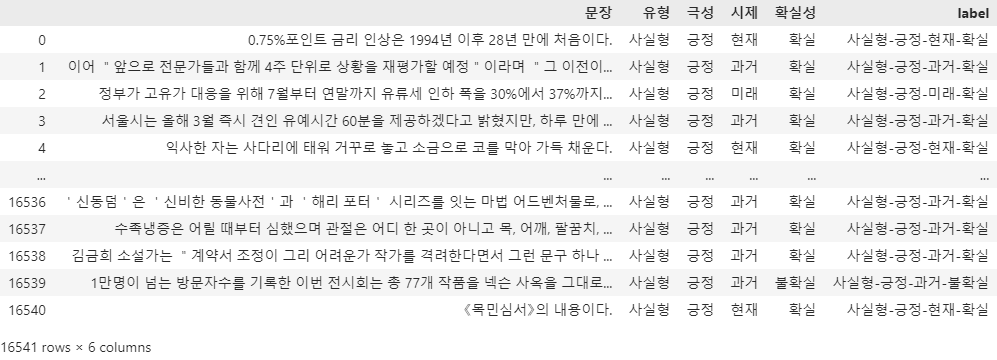 문장 유형 극성 시제 확실성 label
0 0.75%포인트 금리 인상은 1994년 이후 28년 만에 처음이다. 사실형 긍정 현재 확실 사실형-긍정-현재-확실
1 이어 ＂앞으로 전문가들과 함께 4주 단위로 상황을 재평가할 예정＂이라며 ＂그 이전이... 사실형 긍정 과거 확실 사실형-긍정-과거-확실
2 정부가 고유가 대응을 위해 7월부터 연말까지 유류세 인하 폭을 30%에서 37%까지... 사실형 긍정 미래 확실 사실형-긍정-미래-확실
3 서울시는 올해 3월 즉시 견인 유예시간 60분을 제공하겠다고 밝혔지만, 하루 만에 ... 사실형 긍정 과거 확실 사실형-긍정-과거-확실
4 익사한 자는 사다리에 태워 거꾸로 놓고 소금으로 코를 막아 가득 채운다. 사실형 긍정 현재 확실 사실형-긍정-현재-확실
... ... ... ... ... ... ...
16536 ＇신동덤＇은 ＇신비한 동물사전＇과 ＇해리 포터＇ 시리즈를 잇는 마법 어드벤처물로, ... 사실형 긍정 과거 확실 사실형-긍정-과거-확실
16537 수족냉증은 어릴 때부터 심했으며 관절은 어디 한 곳이 아니고 목, 어깨, 팔꿈치, ... 사실형 긍정 과거 확실 사실형-긍정-과거-확실
16538 김금희 소설가는 ＂계약서 조정이 그리 어려운가 작가를 격려한다면서 그런 문구 하나 ... 사실형 긍정 과거 확실 사실형-긍정-과거-확실
16539 1만명이 넘는 방문자수를 기록한 이번 전시회는 총 77개 작품을 넥슨 사옥을 그대로... 사실형 긍정 과거 불확실 사실형-긍정-과거-불확실
16540 《목민심서》의 내용이다. 사실형 긍정 현재 확실 사실형-긍정-현재-확실
16541 rows × 6 columns